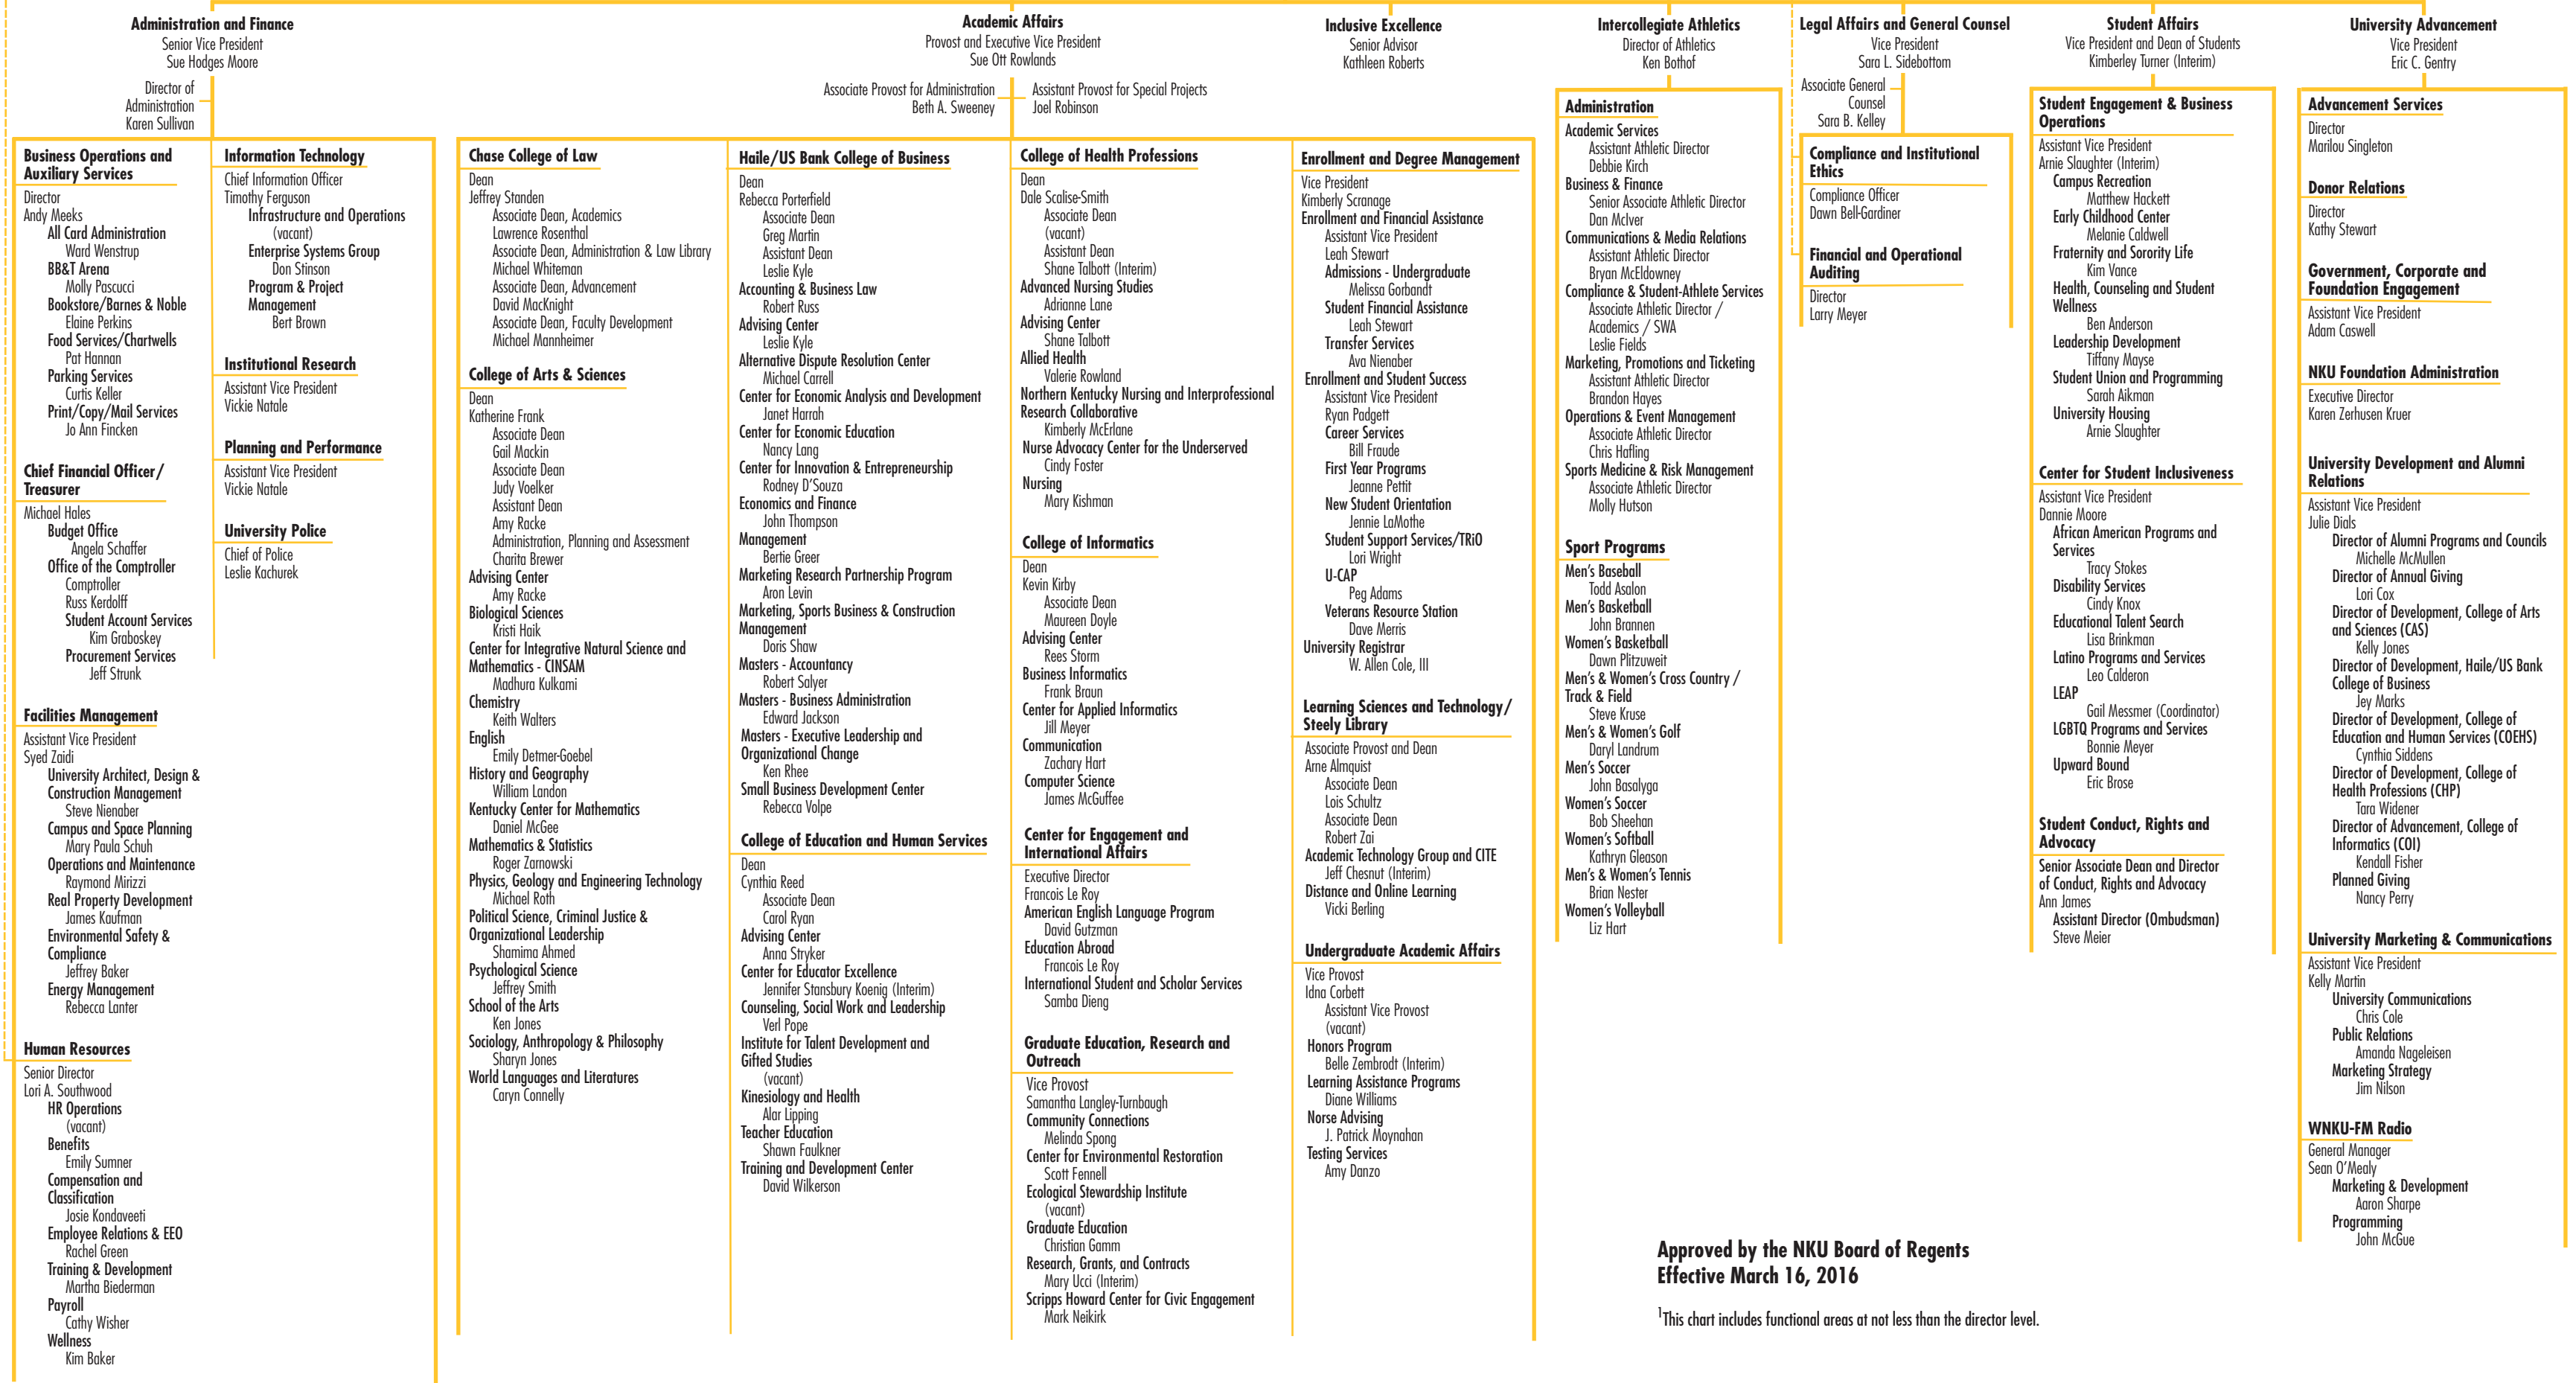 Administration and Finance
Senior Vice President
Sue Hodges Moore
Director of
Administration
Karen Sullivan
Business Operations and
Auxiliary Services
Director
Andy Meeks
All Card Administration
Ward Wenstrup
BB&T Arena
Molly Pascucci
Bookstore/Barnes & Noble
Elaine Perkins
Food Services/Chartwells
Pat Hannan
Parking Services
Curtis Keller
Print/Copy/Mail Services
Jo Ann Fincken
Chief Financial Officer/
Treasurer
Michael Hales
Budget Office
Angela Schaffer
Office of the Comptroller
Comptroller
Russ Kerdolff
Student Account Services
Kim Graboskey
Procurement Services
Jeff Strunk
Facilities Management
Assistant Vice President
Syed Zaidi
University Architect, Design &
Construction Management
Steve Nienaber
Campus and Space Planning
Mary Paula Schuh
Operations and Maintenance
Raymond Mirizzi
Real Property Development
James Kaufman
Environmental Safety &
Compliance
Jeffrey Baker
Energy Management
Rebecca Lanter
Human Resources
Senior Director
Lori A. Southwood
HR Operations
(vacant)
Benefits
Emily Sumner
Compensation and
Classification
Josie Kondaveeti
Employee Relations & EEO
Rachel Green
Training & Development
Martha Biederman
Payroll
Cathy Wisher
Wellness
Kim Baker
Information Technology
Chief Information Officer
Timothy Ferguson
Infrastructure and Operations
(vacant)
Enterprise Systems Group
Don Stinson
Program & Project
Management
Bert Brown
Institutional Research
Assistant Vice President
Vickie Natale
Planning and Performance
Assistant Vice President
Vickie Natale
University Police
Chief of Police
Leslie Kachurek
Academic Affairs
Provost and Executive Vice President
Sue Ott Rowlands
Associate Provost for Administration
Beth A. Sweeney
Assistant Provost for Special Projects
Joel Robinson
Chase College of Law
Dean
Jeffrey Standen
Associate Dean, Academics
Lawrence Rosenthal
Associate Dean, Administration & Law Library
Michael Whiteman
Associate Dean, Advancement
David MacKnight
Associate Dean, Faculty Development
Michael Mannheimer
College of Arts & Sciences
Dean
Katherine Frank
Associate Dean
Gail Mackin
Associate Dean
Judy Voelker
Assistant Dean
Amy Racke
Administration, Planning and Assessment
Charita Brewer
Advising Center
Amy Racke
Biological Sciences
Kristi Haik
Center for Integrative Natural Science and
Mathematics - CINSAM
Madhura Kulkarni
Chemistry
Keith Walters
English
Emily Detmer-Goebel
History and Geography
William Landon
Kentucky Center for Mathematics
Daniel McGee
Mathematics & Statistics
Roger Zarnowski
Physics, Geology and Engineering Technology
Michael Roth
Political Science, Criminal Justice &
Organizational Leadership
Shamima Ahmed
Psychological Science
Jeffrey Smith
School of the Arts
Ken Jones
Sociology, Anthropology & Philosophy
Sharyn Jones
World Languages and Literatures
Caryn Connelly
Haile/US Bank College of Business
Dean
Rebecca Porterfield
Associate Dean
Greg Martin
Assistant Dean
Leslie Kyle
Accounting & Business Law
Robert Russ
Advising Center
Leslie Kyle
Alternative Dispute Resolution Center
Michael Carrell
Center for Economic Analysis and Development
Janet Harrah
Center for Economic Education
Nancy Lang
Center for Innovation & Entrepreneurship
Rodney D'Souza
Economics and Finance
John Thompson
Management
Bertie Greer
Marketing Research Partnership Program
Aron Levin
Marketing, Sports Business & Construction
Management
Doris Shaw
Masters - Accountancy
Robert Salyer
Masters - Business Administration
Edward Jackson
Masters - Executive Leadership and
Organizational Change
Ken Rhee
Small Business Development Center
Rebecca Volpe
College of Education and Human Services
Dean
Cynthia Reed
Associate Dean
Carol Ryan
Advising Center
Anna Stryker
Center for Educator Excellence
Jennifer Stansbury Koenig (Interim)
Counseling, Social Work and Leadership
Verl Pope
Institute for Talent Development and
Gifted Studies
(vacant)
Kinesiology and Health
Alar Lipping
Teacher Education
Shawn Faulkner
Training and Development Center
David Wilkerson
College of Health Professions
Dean
Dale Scalise-Smith
Associate Dean
(vacant)
Assistant Dean
Shane Talbott (Interim)
Advanced Nursing Studies
Adrianne Lane
Advising Center
Shane Talbott
Allied Health
Valerie Rowland
Northern Kentucky Nursing and Interprofessional
Research Collaborative
Kimberly McErlane
Nurse Advocacy Center for the Underserved
Cindy Foster
Nursing
Mary Kishman
College of Informatics
Dean
Kevin Kirby
Associate Dean
Maureen Doyle
Advising Center
Rees Storm
Business Informatics
Frank Braun
Center for Applied Informatics
Jill Meyer
Communication
Zachary Hart
Computer Science
James McGuffee
Center for Engagement and
International Affairs
Executive Director
Francois Le Roy
American English Language Program
David Gutzman
Education Abroad
Francois Le Roy
International Student and Scholar Services
Samba Dieng
Graduate Education, Research and
Outreach
Vice Provost
Samantha Langley-Turnbaugh
Community Connections
Melinda Spong
Center for Environmental Restoration
Scott Fennell
Ecological Stewardship Institute
(vacant)
Graduate Education
Christian Gamm
Research, Grants, and Contracts
Mary Ucci (Interim)
Scripps Howard Center for Civic Engagement
Mark Neikirk
Enrollment and Degree Management
Vice President
Kimberly Scranage
Enrollment and Financial Assistance
Assistant Vice President
Leah Stewart
Admissions - Undergraduate
Melissa Gorbandt
Student Financial Assistance
Leah Stewart
Transfer Services
Ava Nienaber
Enrollment and Student Success
Assistant Vice President
Ryan Padgett
Career Services
Bill Fraude
First Year Programs
Jeanne Pettit
New Student Orientation
Jennie LaMothe
Student Support Services/TRiO
Lori Wright
U-CAP
Peg Adams
Veterans Resource Station
Dave Merris
University Registrar
W. Allen Cole, III
Learning Sciences and Technology/
Steely Library
Associate Provost and Dean
Arne Almquist
Associate Dean
Lois Schultz
Associate Dean
Robert Zai
Academic Technology Group and CITE
Jeff Chesnut (Interim)
Distance and Online Learning
Vicki Berling
Undergraduate Academic Affairs
Vice Provost
Idna Corbett
Assistant Vice Provost
(vacant)
Honors Program
Belle Zembrodt (Interim)
Learning Assistance Programs
Diane Williams
Norse Advising
J. Patrick Moynahan
Testing Services
Amy Danzo
Inclusive Excellence
Senior Advisor
Kathleen Roberts
Intercollegiate Athletics
Director of Athletics
Ken Bothof
Administration
Academic Services
Assistant Athletic Director
Debbie Kirch
Business & Finance
Senior Associate Athletic Director
Dan McIver
Communications & Media Relations
Assistant Athletic Director
Bryan McEldowney
Compliance & Student-Athlete Services
Associate Athletic Director /
Academics / SWA
Leslie Fields
Marketing, Promotions and Ticketing
Assistant Athletic Director
Brandon Hayes
Operations & Event Management
Associate Athletic Director
Chris Hafling
Sports Medicine & Risk Management
Associate Athletic Director
Molly Hutson
Sport Programs
Men's Baseball
Todd Asalon
Men's Basketball
John Brannen
Women's Basketball
Dawn Plitzuweit
Men's & Women's Cross Country /
Track & Field
Steve Kruse
Men's & Women's Golf
Daryl Landrum
Men's Soccer
John Basalyga
Women's Soccer
Bob Sheehan
Women's Softball
Kathryn Gleason
Men's & Women's Tennis
Brian Nester
Women's Volleyball
Liz Hart
Legal Affairs and General Counsel
Vice President
Sara L. Sidebottom
Associate General
Counsel
Sara B. Kelley
Compliance and Institutional
Ethics
Compliance Officer
Dawn Bell-Gardiner
Financial and Operational
Auditing
Director
Larry Meyer
Student Affairs
Vice President and Dean of Students
Kimberley Turner (Interim)
Student Engagement & Business
Operations
Assistant Vice President
Arnie Slaughter (Interim)
Campus Recreation
Matthew Hackett
Early Childhood Center
Melanie Caldwell
Fraternity and Sorority Life
Kim Vance
Health, Counseling and Student
Wellness
Ben Anderson
Leadership Development
Tiffany Mayse
Student Union and Programming
Sarah Aikman
University Housing
Arnie Slaughter
Center for Student Inclusiveness
Assistant Vice President
Dannie Moore
African American Programs and
Services
Tracy Stokes
Disability Services
Cindy Knox
Educational Talent Search
Lisa Brinkman
Latino Programs and Services
Leo Calderon
LEAP
Gail Messmer (Coordinator)
LGBTQ Programs and Services
Bonnie Meyer
Upward Bound
Eric Brose
Student Conduct, Rights and
Advocacy
Senior Associate Dean and Director
of Conduct, Rights and Advocacy
Ann James
Assistant Director (Ombudsman)
Steve Meier
University Advancement
Vice President
Eric C. Gentry
Advancement Services
Director
Marilou Singleton
Donor Relations
Director
Kathy Stewart
Government, Corporate and
Foundation Engagement
Assistant Vice President
Adam Caswell
NKU Foundation Administration
Executive Director
Karen Zerhusen Kruer
University Development and Alumni
Relations
Assistant Vice President
Julie Dials
Director of Alumni Programs and Councils
Michelle McMullen
Director of Annual Giving
Lori Cox
Director of Development, College of Arts
and Sciences (CAS)
Kelly Jones
Director of Development, Haile/US Bank
College of Business
Jey Marks
Director of Development, College of
Education and Human Services (COEHS)
Cynthia Siddens
Director of Development, College of
Health Professions (CHP)
Tara Widener
Director of Advancement, College of
Informatics (COI)
Kendall Fisher
Planned Giving
Nancy Perry
University Marketing & Communications
Assistant Vice President
Kelly Martin
University Communications
Chris Cole
Public Relations
Amanda Nageleisen
Marketing Strategy
Jim Nilson
WNKU-FM Radio
General Manager
Sean O'Mealy
Marketing & Development
Aaron Sharpe
Programming
John McGue
Approved by the NKU Board of Regents
Effective March 16, 2016
1This chart includes functional areas at not less than the director level.